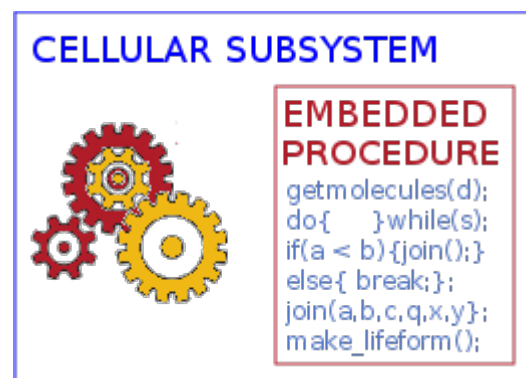 CELLULAR SUBSYSTEM
EMBEDDED
PROCEDURE
getmolecules(d);
do{    }while(s);
if(a < b){join();}
else{ break;};
join(a,b,c,q,x,y};
make_lifeform();